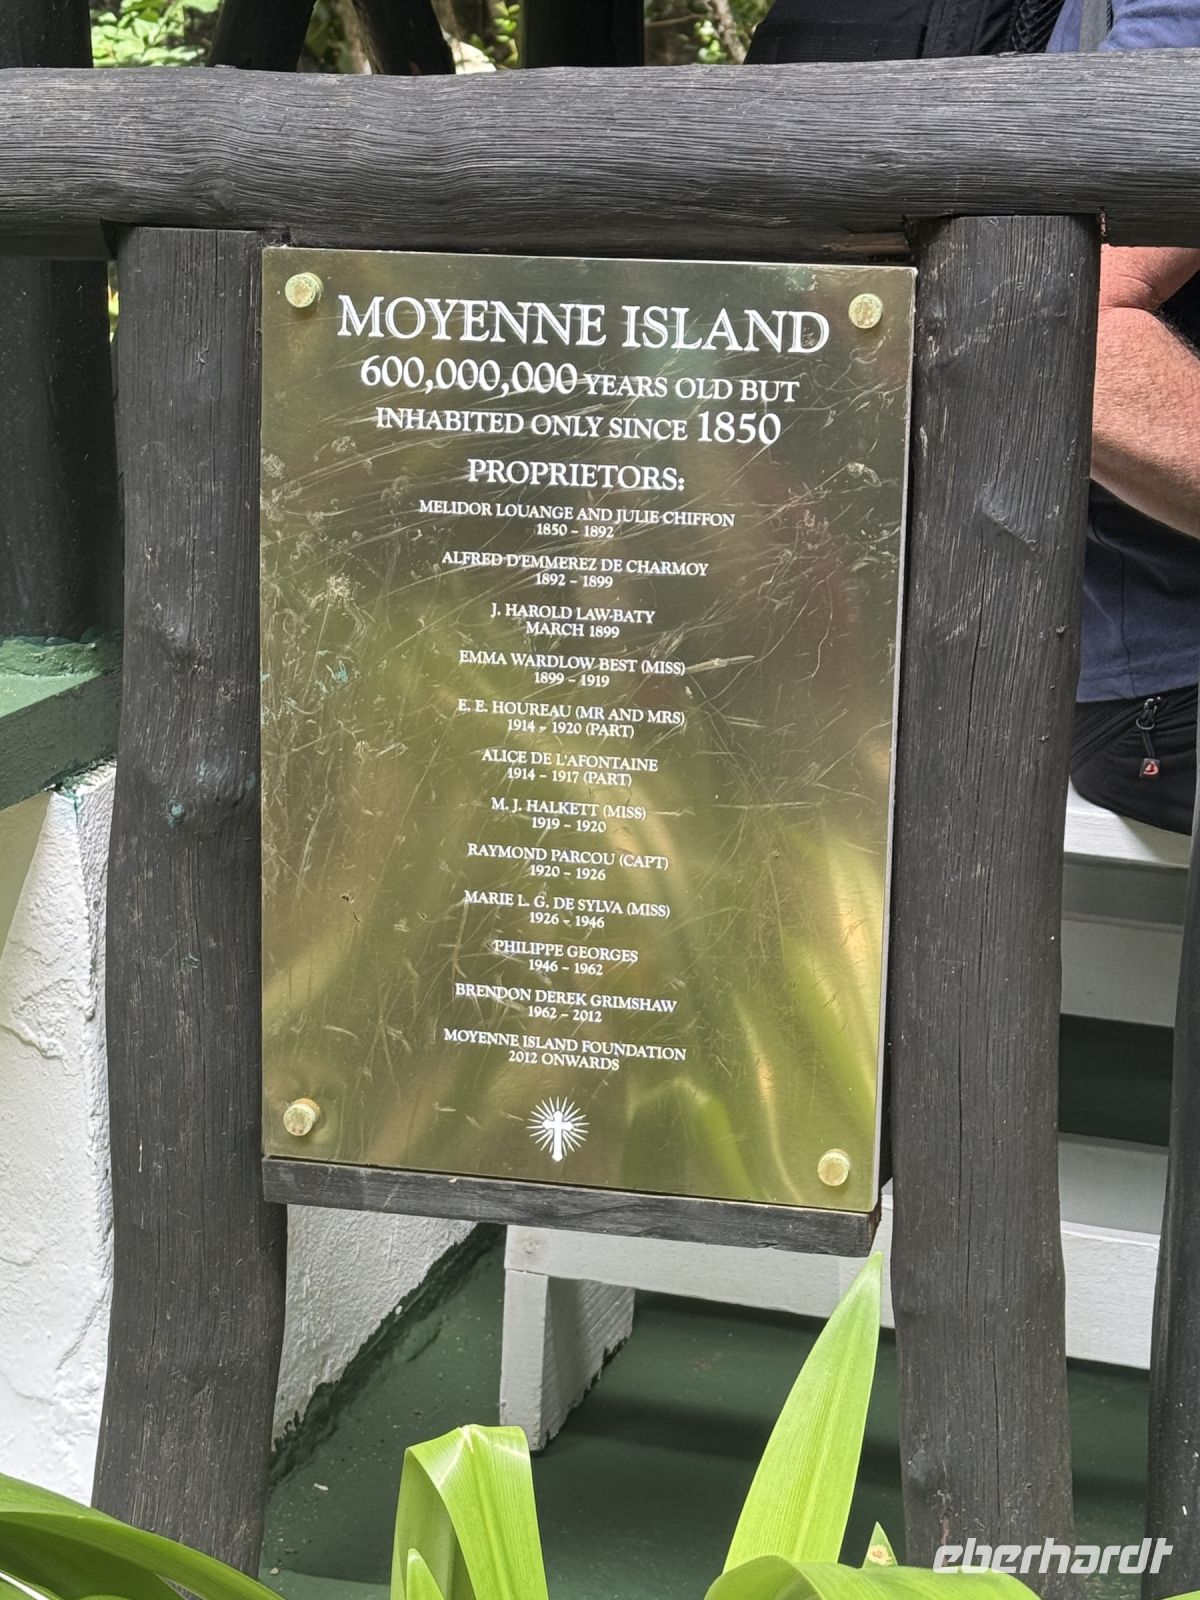 MOYENNE ISLAND
600,000,000 YEARS OLD BUT
INHABITED ONLY SINCE 1850
PROPRIETORS:
MELIDOR LOUANGE AND JULIE CHIFFON
1850 – 1892
ALFRED D'EMMEREZ DE CHARMOY
1892 – 1899
J. HAROLD LAW-BATY
MARCH 1899
EMMA WARDLOW BEST (MISS)
1899 – 1919
E. E. HOUREAU (MR AND MRS)
1914 – 1920 (PART)
ALICE DE L'AFONTAINE
1914 – 1917 (PART)
M. J. HALKETT (MISS)
1919 – 1920
RAYMOND PARCOU (CAPT)
1920 – 1926
MARIE L. G. DE SYLVA (MISS)
1926 – 1946
PHILIPPE GEORGES
1946 – 1962
BRENDON DEREK GRIMSHAW
1962 – 2012
MOYENNE ISLAND FOUNDATION
2012 ONWARDS
eberhardt